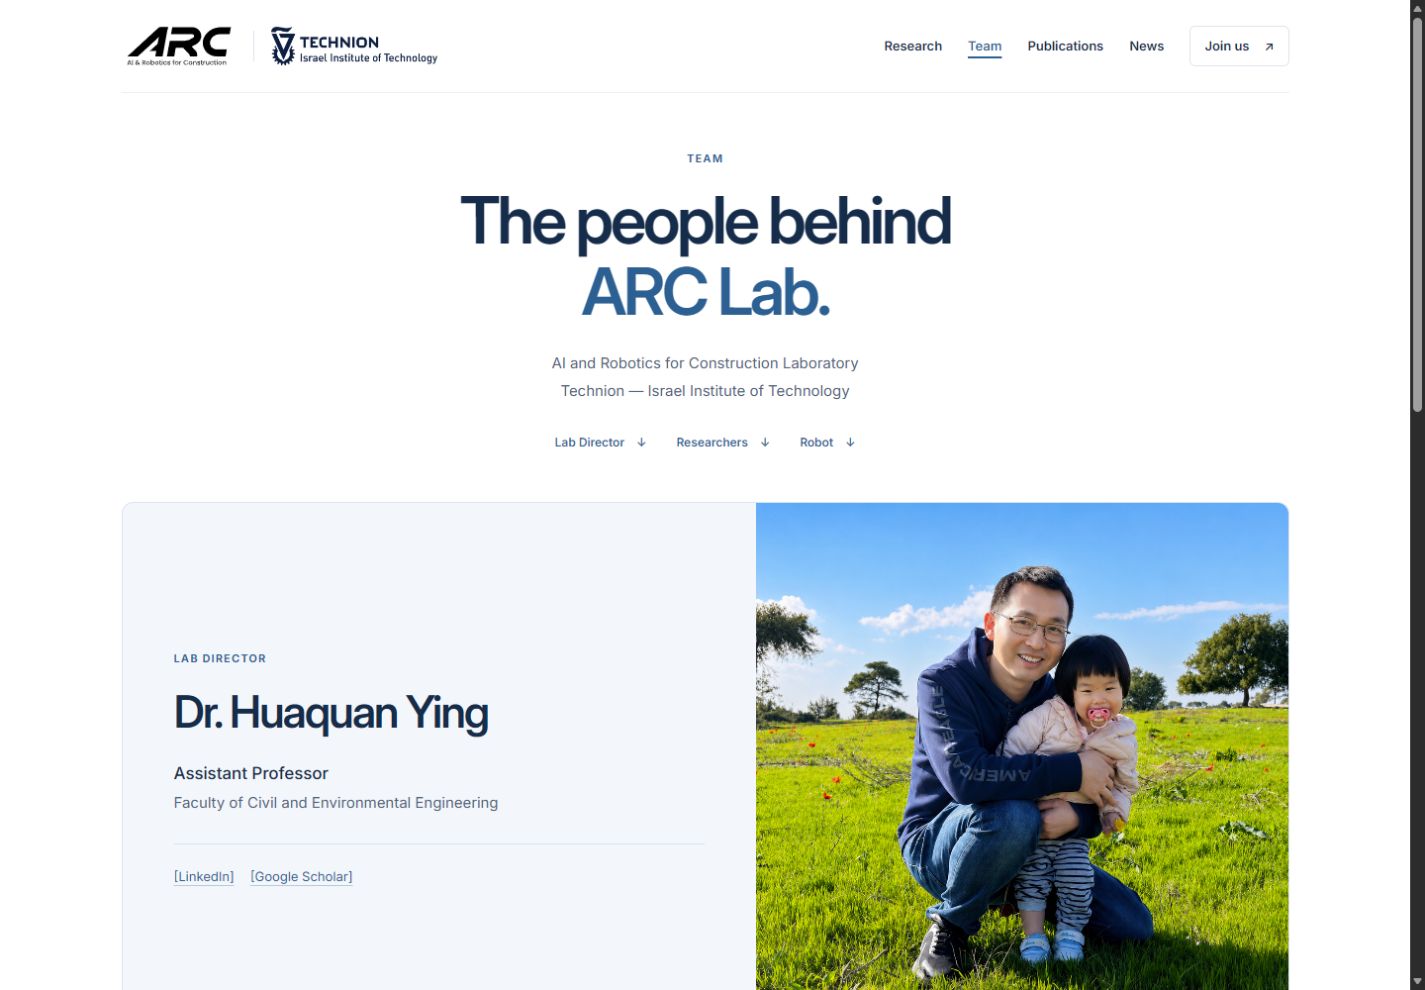 ARC
AI & Robotics for Construction
TECHNION
Israel Institute of Technology
Research
Team
Publications
News
Join us
TEAM
The people behind
ARC Lab.
AI and Robotics for Construction Laboratory
Technion — Israel Institute of Technology
Lab Director ↓
Researchers ↓
Robot ↓
LAB DIRECTOR
Dr. Huaquan Ying
Assistant Professor
Faculty of Civil and Environmental Engineering
[LinkedIn] [Google Scholar]
AMERICAN
EAGLE